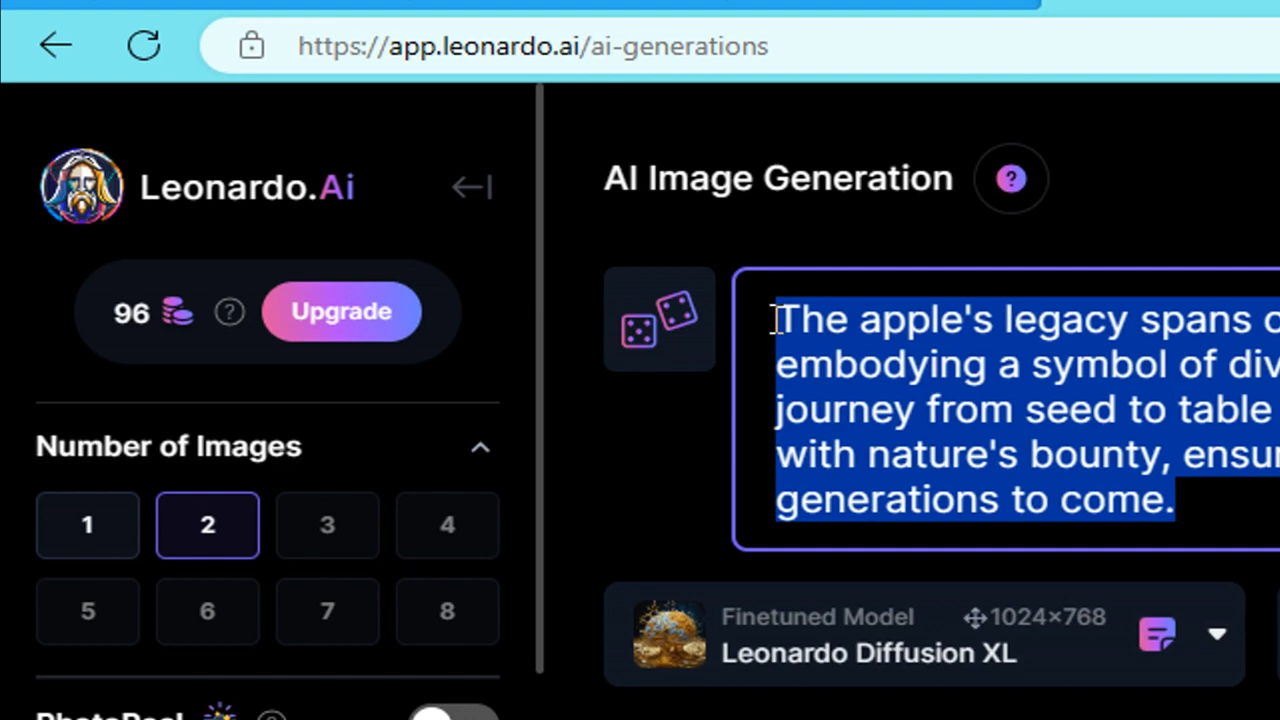 https://app.leonardo.ai/ai-generations
Leonardo.Ai
AI Image Generation
96
Upgrade
The apple's legacy spans
embodying a symbol of
journey from seed to table
with nature's bounty,
generations to come.
Number of Images
1 2 3 4
5 6 7 8
Finetuned Model 1024×768
Leonardo Diffusion XL